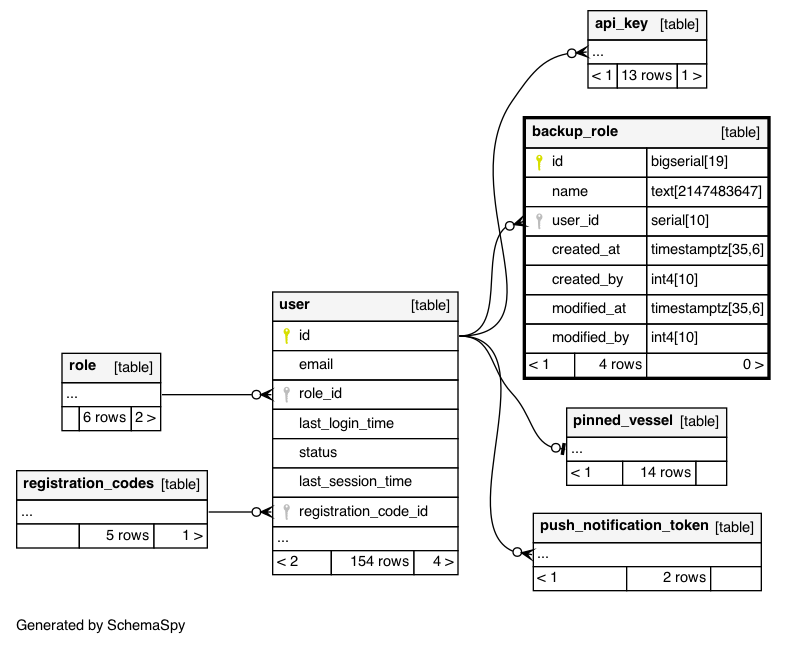 api_key [table]
...
< 1 13 rows 1 >
backup_role [table]
id bigserial[19]
name text[2147483647]
user_id serial[10]
created_at timestamptz[35,6]
created_by int4[10]
modified_at timestamptz[35,6]
modified_by int4[10]
< 1 4 rows 0 >
user [table]
id
email
role_id
last_login_time
status
last_session_time
registration_code_id
...
< 2 154 rows 4 >
role [table]
...
6 rows 2 >
registration_codes [table]
...
5 rows 1 >
pinned_vessel [table]
...
< 1 14 rows
push_notification_token [table]
...
< 1 2 rows
Generated by SchemaSpy